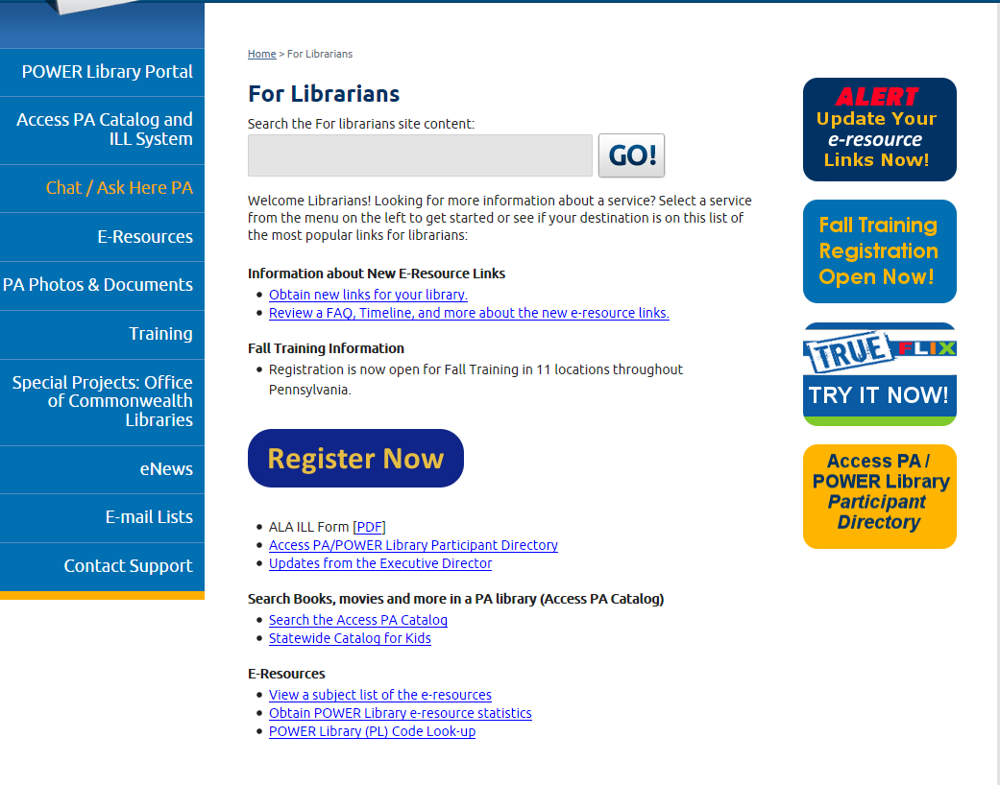 POWER Library Portal
Access PA Catalog and
ILL System
Chat / Ask Here PA
E-Resources
PA Photos & Documents
Training
Special Projects: Office
of Commonwealth
Libraries
eNews
E-mail Lists
Contact Support
Home > For Librarians
For Librarians
Search the For librarians site content:
GO!
Welcome Librarians! Looking for more information about a service? Select a service
from the menu on the left to get started or see if your destination is on this list of
the most popular links for librarians:
Information about New E-Resource Links
• Obtain new links for your library.
• Review a FAQ, Timeline, and more about the new e-resource links.
Fall Training Information
• Registration is now open for Fall Training in 11 locations throughout
Pennsylvania.
Register Now
• ALA ILL Form [PDF]
• Access PA/POWER Library Participant Directory
• Updates from the Executive Director
Search Books, movies and more in a PA library (Access PA Catalog)
• Search the Access PA Catalog
• Statewide Catalog for Kids
E-Resources
• View a subject list of the e-resources
• Obtain POWER Library e-resource statistics
• POWER Library (PL) Code Look-up
ALERT
Update Your
e-resource
Links Now!
Fall Training
Registration
Open Now!
TRUE FLIX
TRY IT NOW!
Access PA /
POWER Library
Participant
Directory